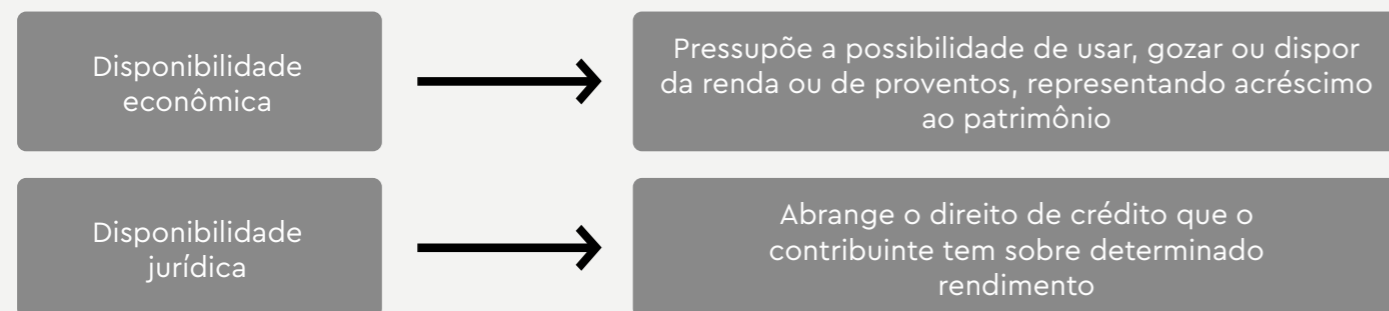 Disponibilidade
econômica
Pressupõe a possibilidade de usar, gozar ou dispor
da renda ou de proventos, representando acréscimo
ao patrimônio
Disponibilidade
jurídica
Abrange o direito de crédito que o
contribuinte tem sobre determinado
rendimento